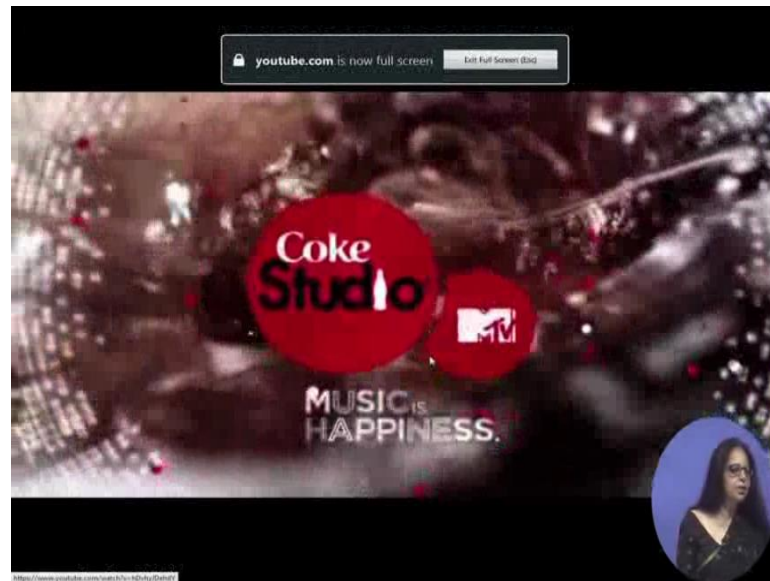 youtube.com is now full screen
Exit Full Screen (Esc)
Coke
Studio
MTV
MUSIC IS
HAPPINESS.